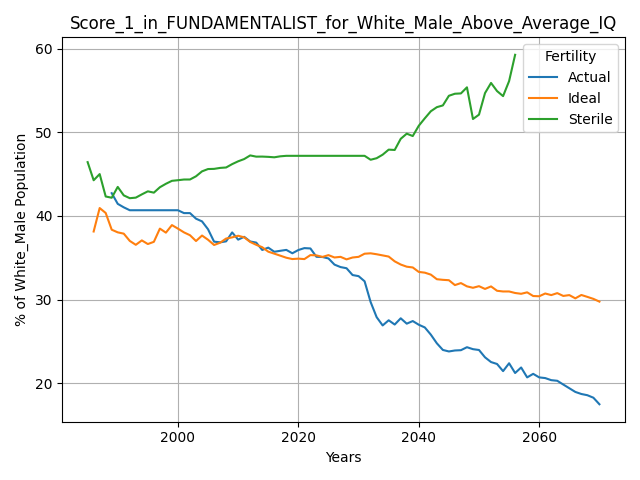 Score_1_in_FUNDAMENTALIST_for_White_Male_Above_Average_IQ
% of White_Male Population
60
50
40
30
20
Fertility
Actual
Ideal
Sterile
2000
2020
2040
2060
Years